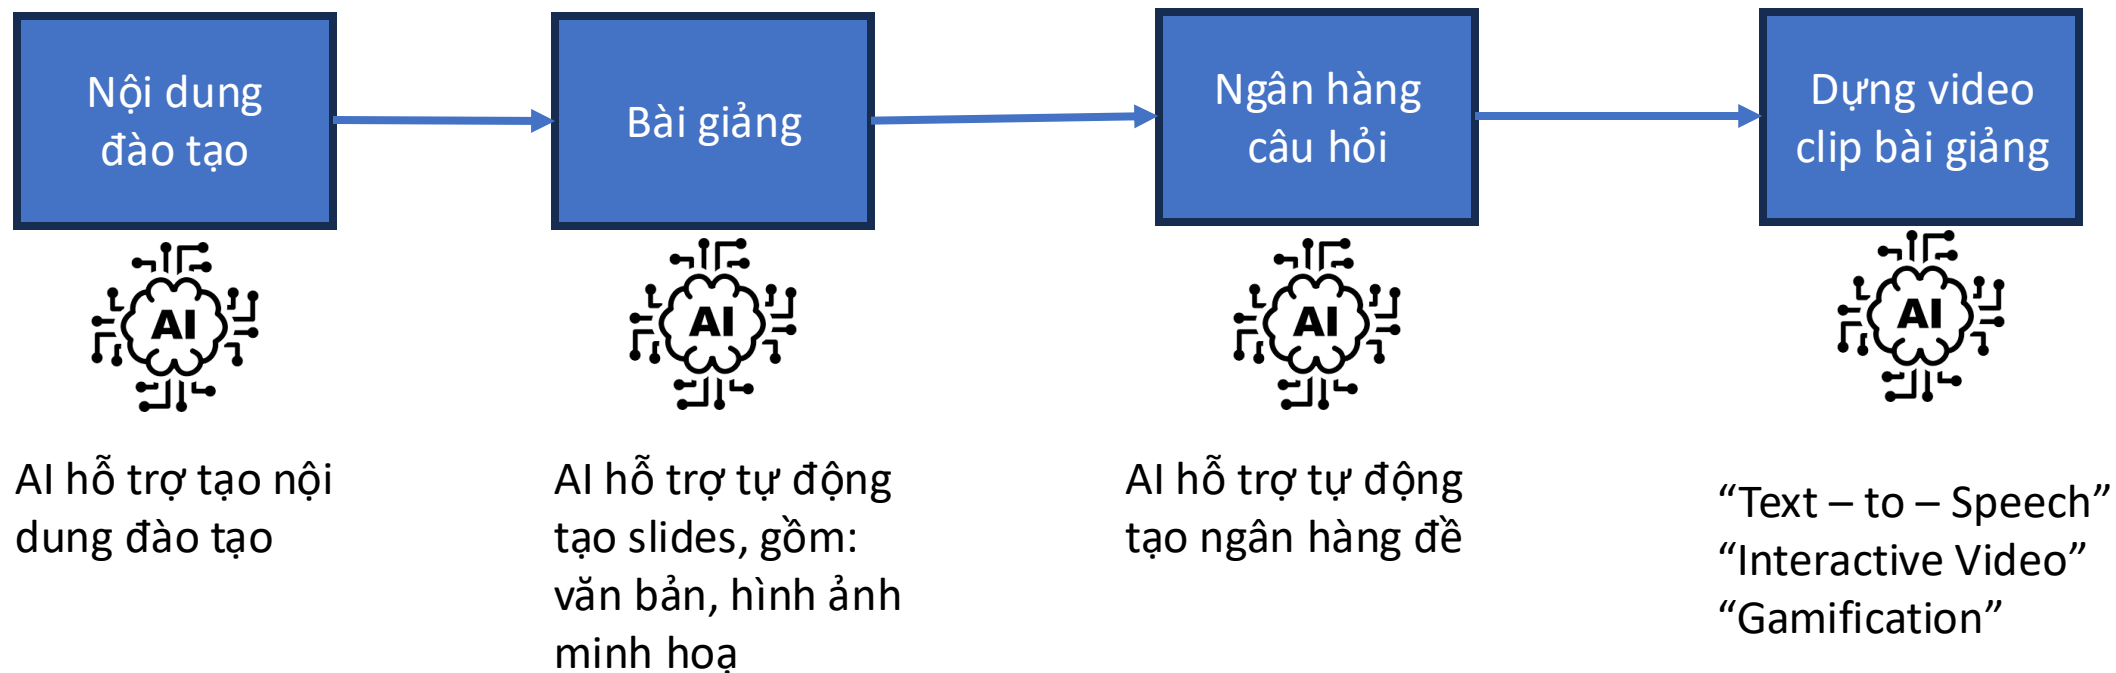 Nội dung
đào tạo
Bài giảng
Ngân hàng
câu hỏi
Dựng video
clip bài giảng
AI
AI
AI
AI
AI hỗ trợ tạo nội
dung đào tạo
AI hỗ trợ tự động
tạo slides, gồm:
văn bản, hình ảnh
minh hoạ
AI hỗ trợ tự động
tạo ngân hàng đề
“Text – to – Speech”
“Interactive Video”
“Gamification”